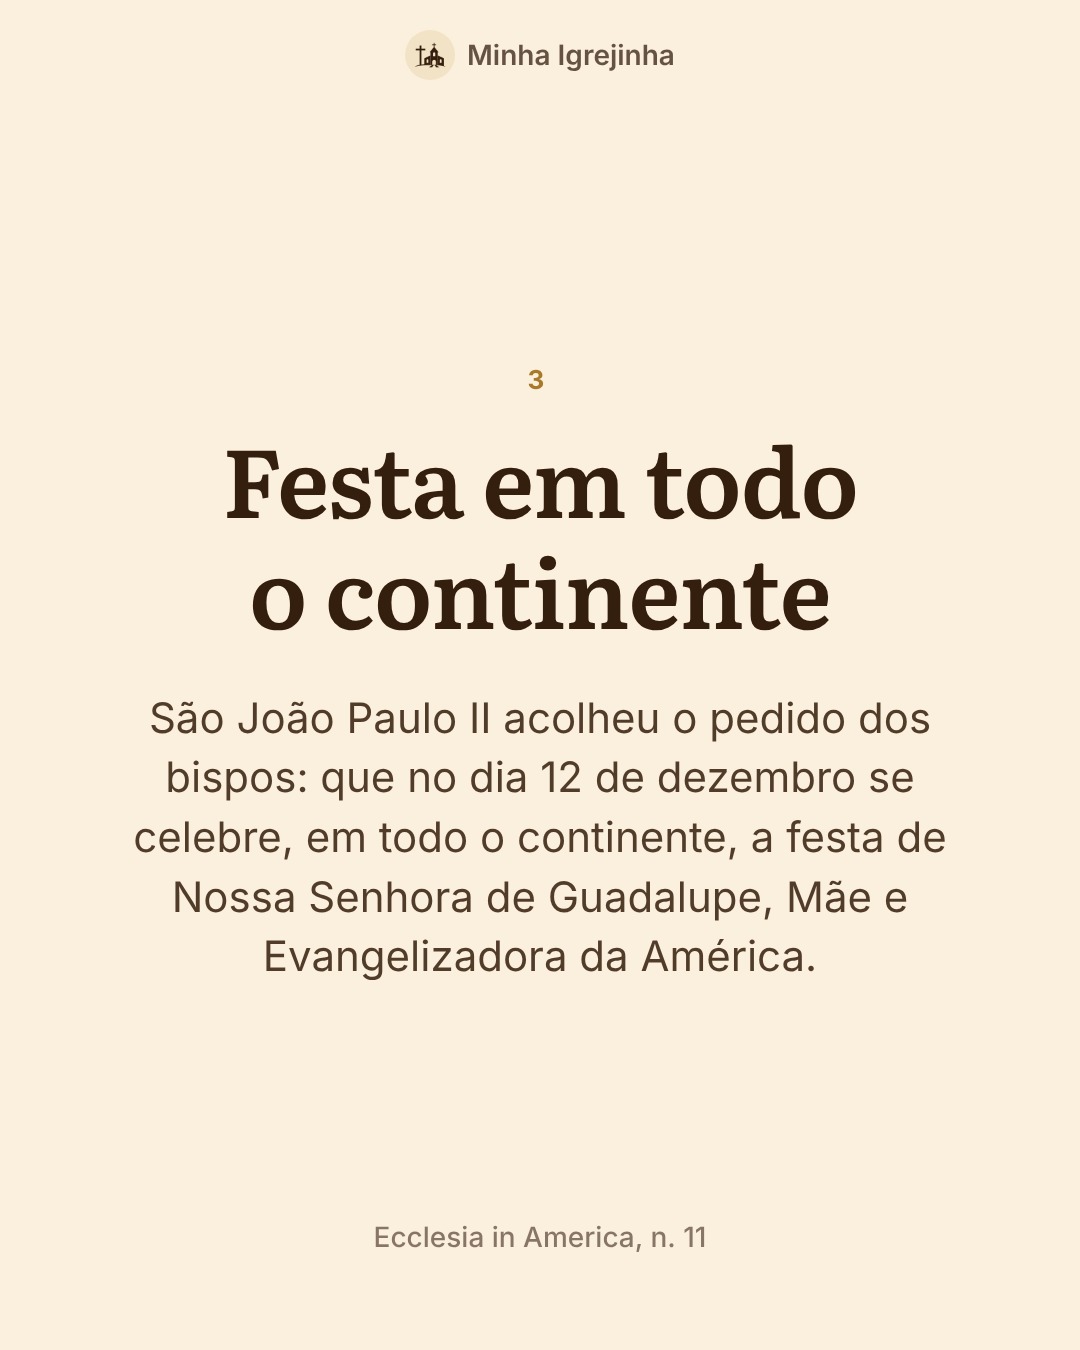 Minha Igrejinha
3
Festa em todo
o continente
São João Paulo II acolheu o pedido dos
bispos: que no dia 12 de dezembro se
celebre, em todo o continente, a festa de
Nossa Senhora de Guadalupe, Mãe e
Evangelizadora da América.
Ecclesia in America, n. 11